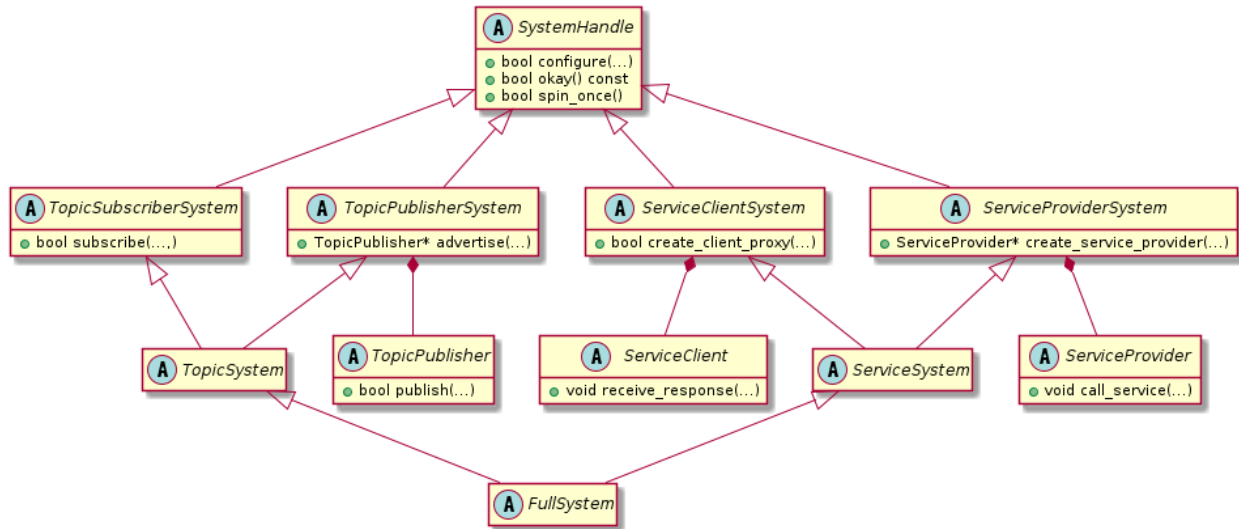 A SystemHandle
bool configure(...)
bool okay() const
bool spin_once()
A TopicSubscriberSystem
bool subscribe(...,)
A TopicPublisherSystem
TopicPublisher* advertise(...)
A ServiceClientSystem
bool create_client_proxy(...)
A ServiceProviderSystem
ServiceProvider* create_service_provider(...)
A TopicSystem
A TopicPublisher
bool publish(...)
A ServiceClient
void receive_response(...)
A ServiceSystem
A ServiceProvider
void call_service(...)
A FullSystem